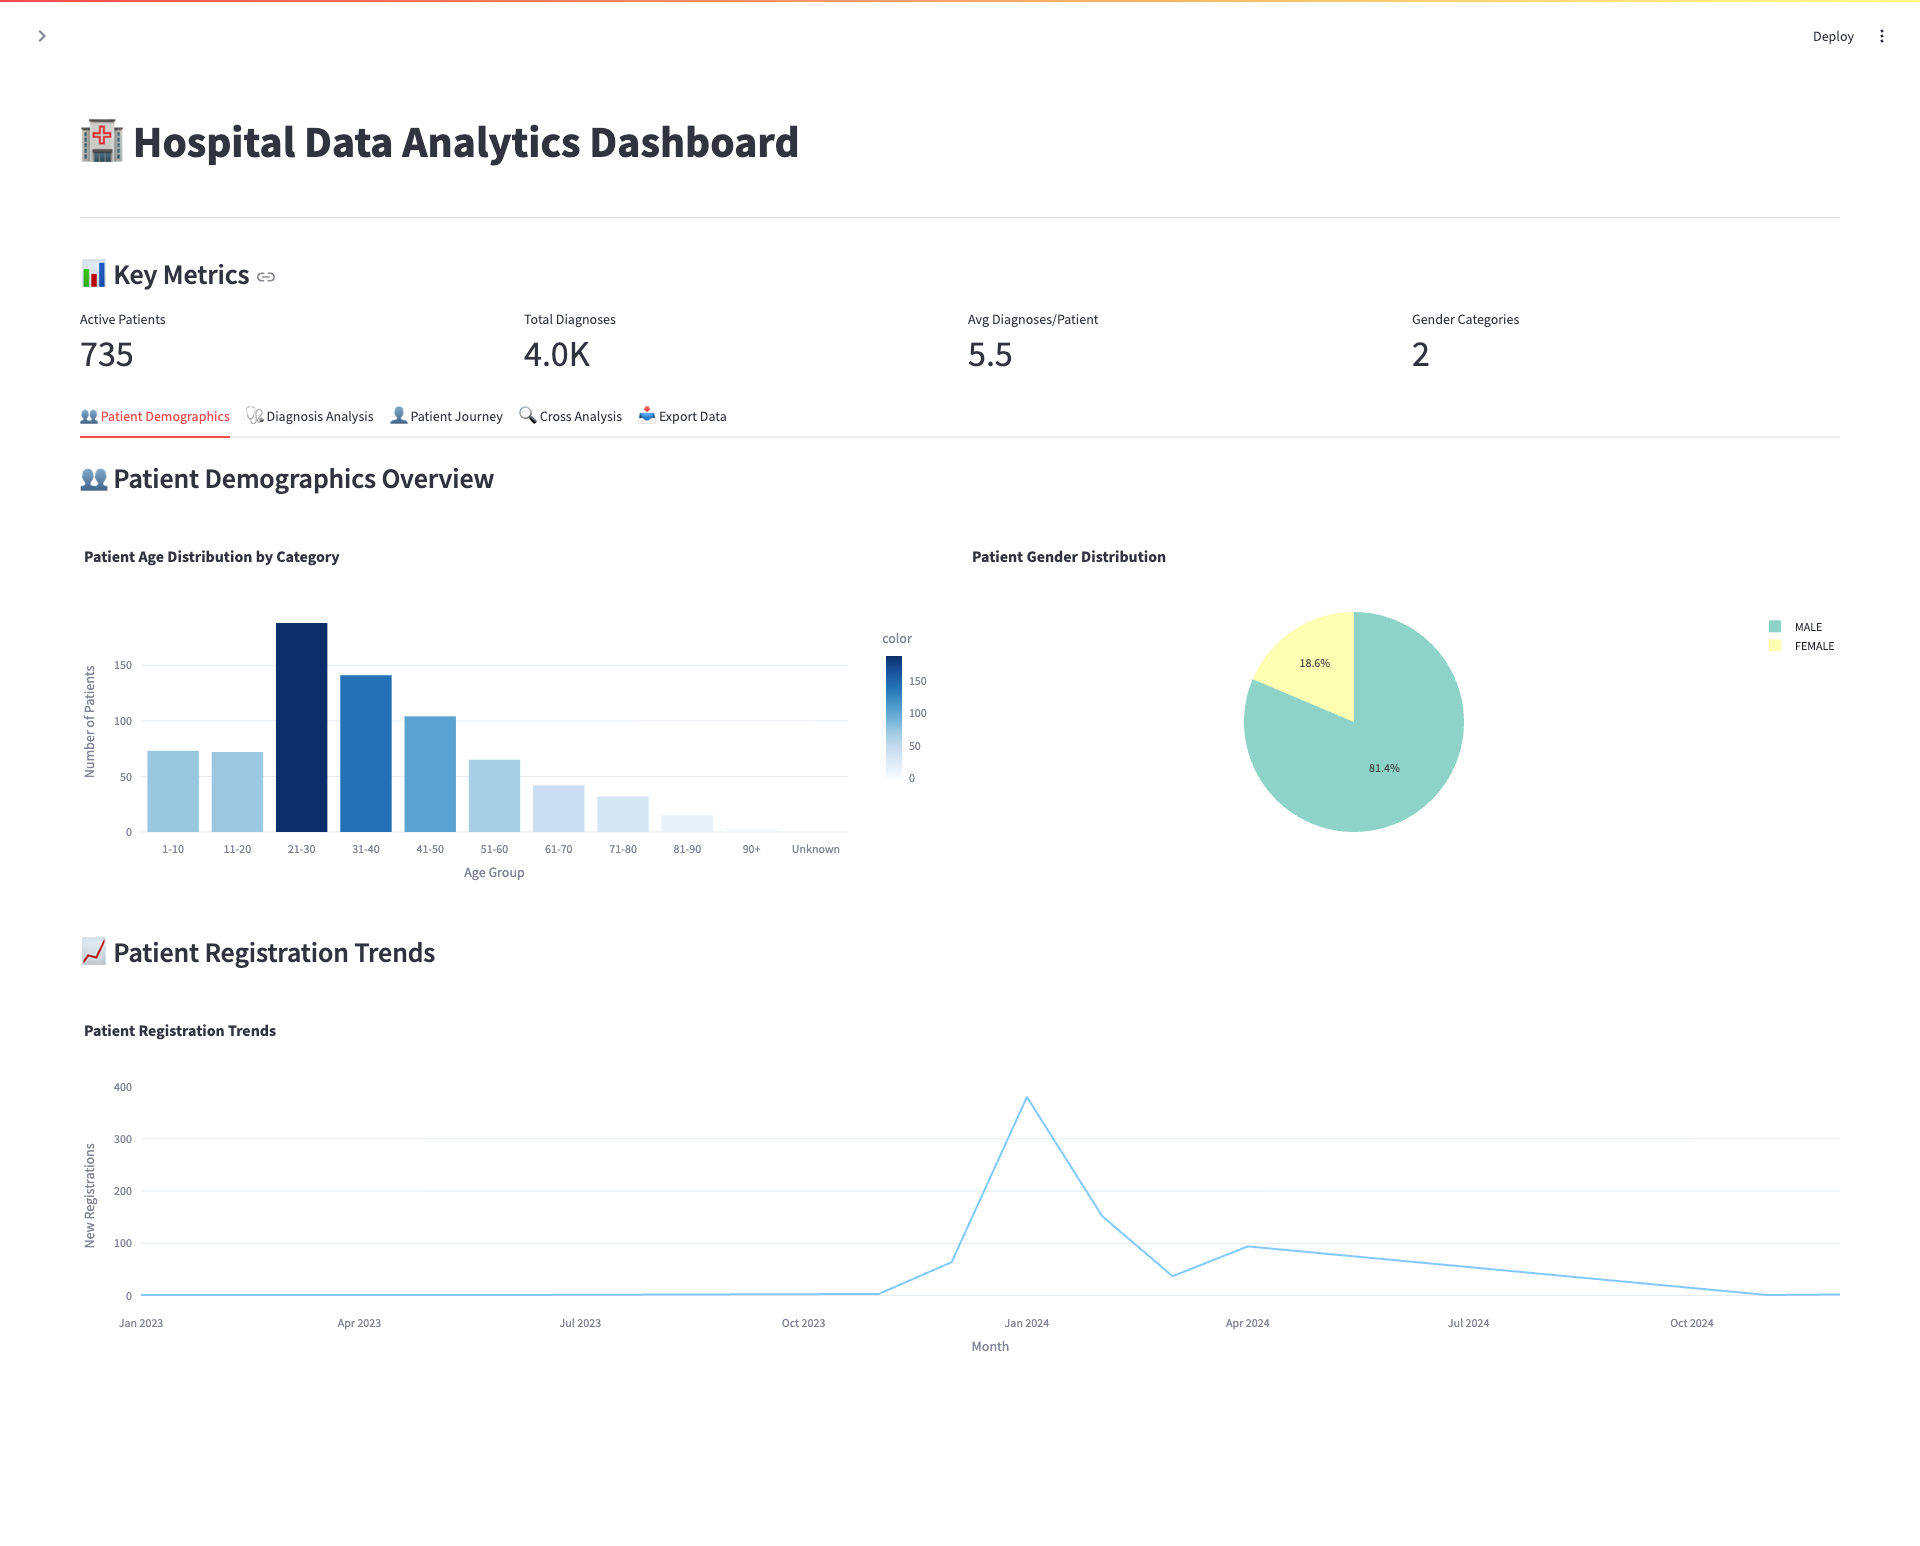 Deploy
Hospital Data Analytics Dashboard
Key Metrics
Active Patients
735
Total Diagnoses
4.0K
Avg Diagnoses/Patient
5.5
Gender Categories
2
Patient Demographics
Diagnosis Analysis
Patient Journey
Cross Analysis
Export Data
Patient Demographics Overview
Patient Age Distribution by Category
Number of Patients
150
100
50
0
1-10
11-20
21-30
31-40
41-50
51-60
61-70
71-80
81-90
90+
Unknown
Age Group
color
150
100
50
0
Patient Gender Distribution
18.6%
81.4%
MALE
FEMALE
Patient Registration Trends
Patient Registration Trends
New Registrations
400
300
200
100
0
Jan 2023
Apr 2023
Jul 2023
Oct 2023
Jan 2024
Apr 2024
Jul 2024
Oct 2024
Month